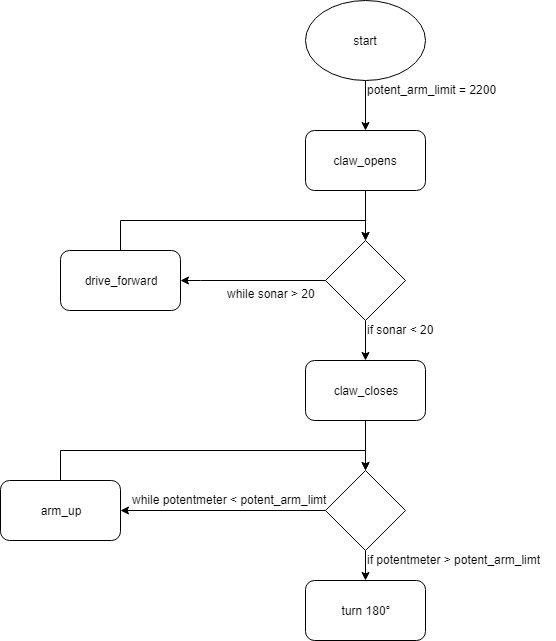 start
potent_arm_limit = 2200
claw_opens
drive_forward
while sonar > 20
if sonar < 20
claw_closes
while potentmeter < potent_arm_limt
arm_up
if potentmeter > potent_arm_limt
turn 180°